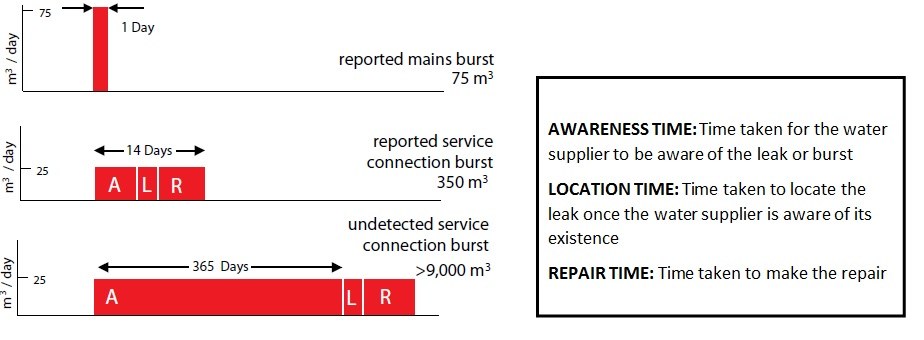 75
1 Day
m³ / day
reported mains burst
75 m³
14 Days
m³ / day
25
A L R
reported service
connection burst
350 m³
undetected service
connection burst
>9,000 m³
365 Days
m³ / day
25
A L R
AWARENESS TIME: Time taken for the water
supplier to be aware of the leak or burst
LOCATION TIME: Time taken to locate the
leak once the water supplier is aware of its
existence
REPAIR TIME: Time taken to make the repair